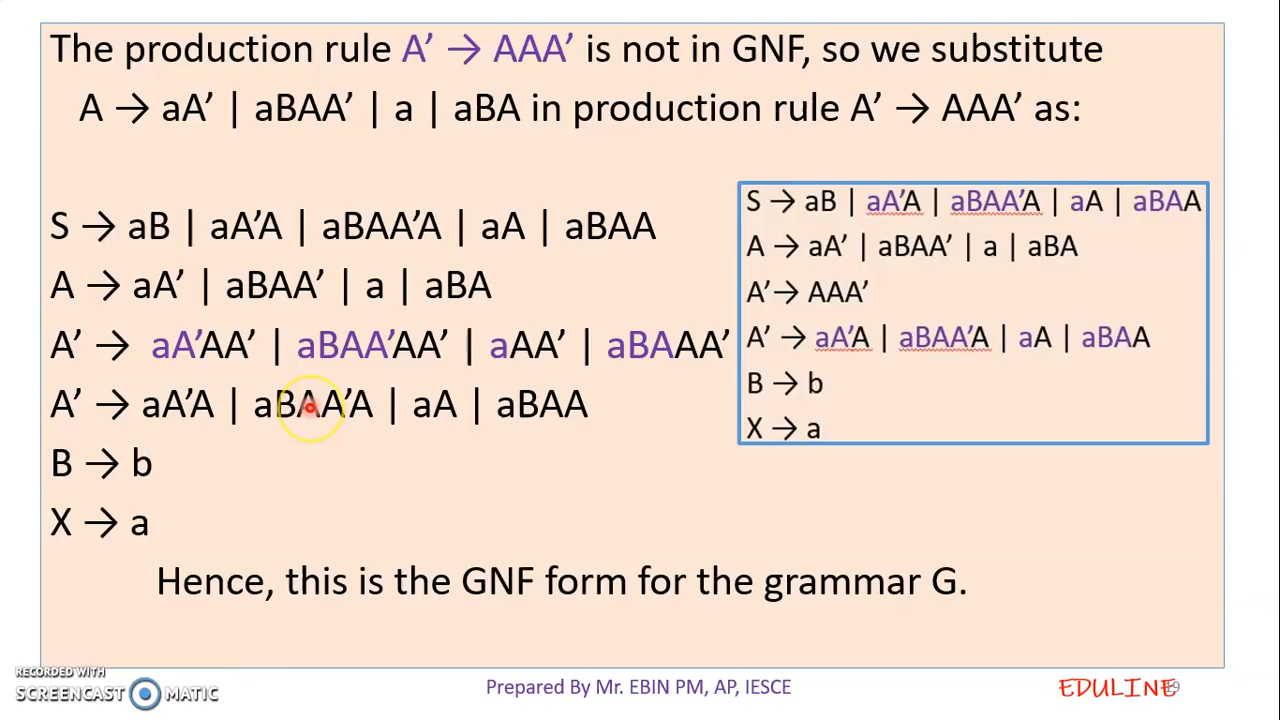 The production rule A’ → AAA’ is not in GNF, so we substitute
A → aA’ | aBAA’ | a | aBA in production rule A’ → AAA’ as:
S → aB | aA’A | aBAA’A | aA | aBAA
A → aA’ | aBAA’ | a | aBA
A’ → aA’AA’ | aBAA’AA’ | aAA’ | aBAAA’
A’ → aA’A | aBAA’A | aA | aBAA
B → b
X → a
Hence, this is the GNF form for the grammar G.
S → aB | aA’A | aBAA’A | aA | aBAA
A → aA’ | aBAA’ | a | aBA
A’→ AAA’
A’ → aA’A | aBAA’A | aA | aBAA
B → b
X → a
RECORDED WITH
SCREENCAST MATIC
Prepared By Mr. EBIN PM, AP, IESCE
EDULINE
19